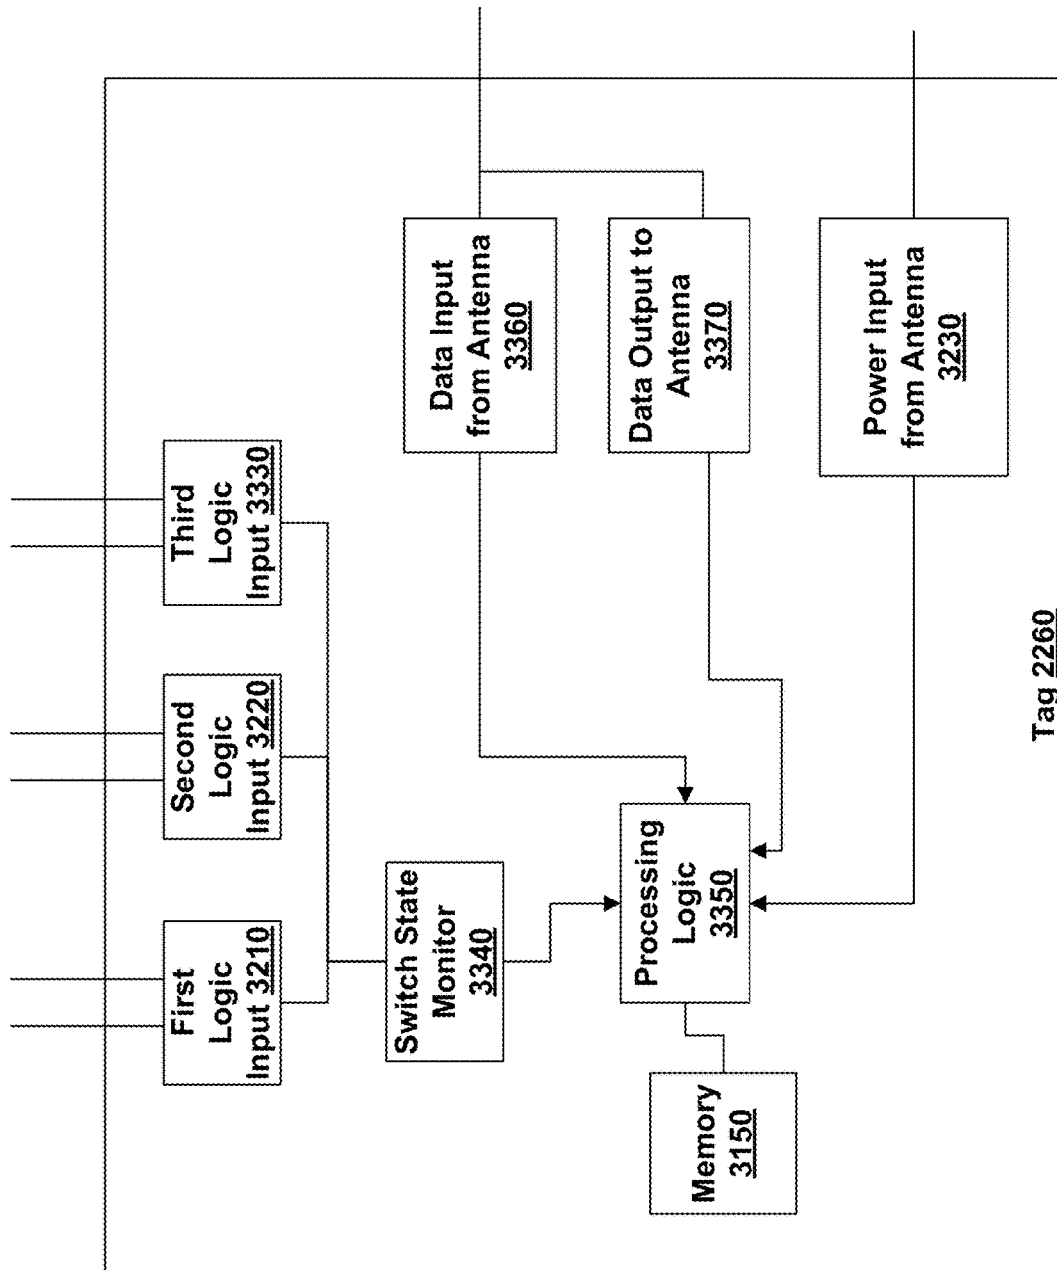 First
Logic
Input 3210
Second
Logic
Input 3220
Third
Logic
Input 3330
Switch State
Monitor
3340
Data Input
from Antenna
3360
Memory
3150
Processing
Logic
3350
Data Output to
Antenna
3370
Power Input
from Antenna
3230
Tag 2260